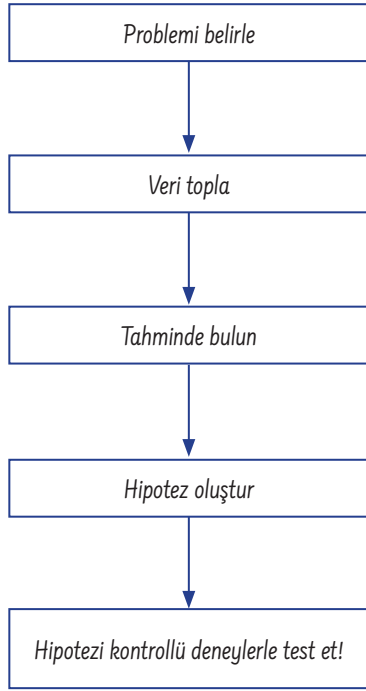 Problemi belirle
Veri topla
Tahminde bulun
Hipotez oluştur
Hipotezi kontrollü deneylerle test et!